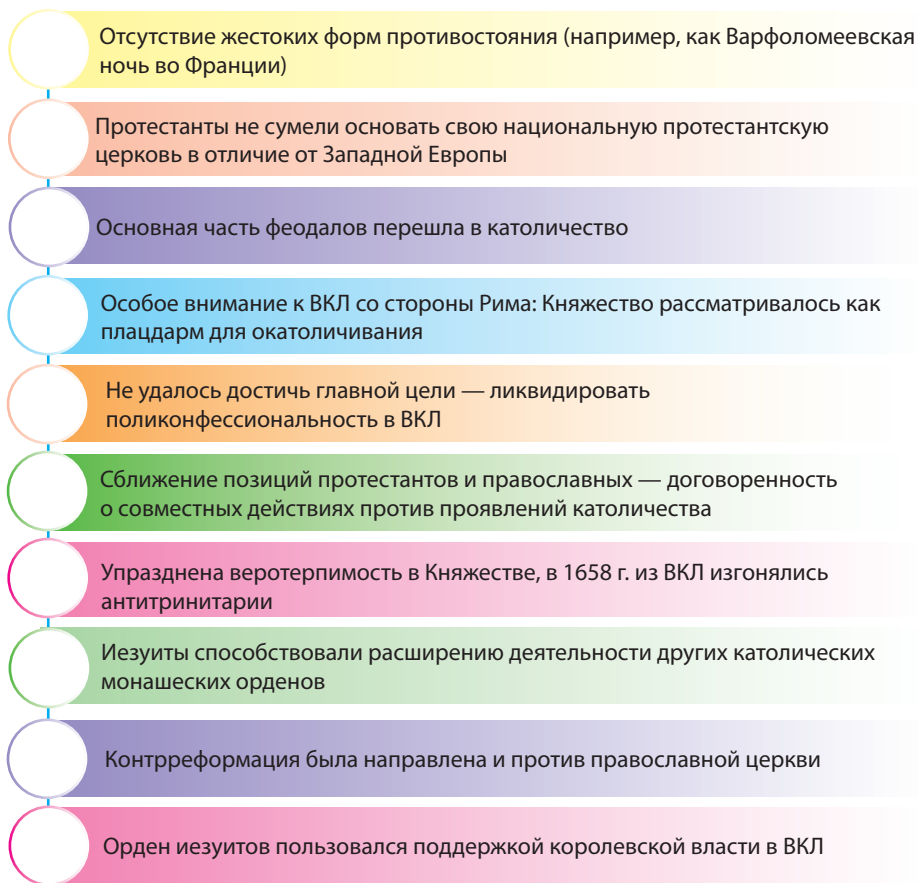 Отсутствие жестоких форм противостояния (например, как Варфоломеевская
ночь во Франции)
Протестанты не сумели основать свою национальную протестантскую
церковь в отличие от Западной Европы
Основная часть феодалов перешла в католичество
Особое внимание к ВКЛ со стороны Рима: Княжество рассматривалось как
плацдарм для окатоличивания
Не удалось достичь главной цели — ликвидировать
поликонфессиональность в ВКЛ
Сближение позиций протестантов и православных — договоренность
о совместных действиях против проявлений католичества
Упразднена веротерпимость в Княжестве, в 1658 г. из ВКЛ изгонялись
антитринитарии
Иезуиты способствовали расширению деятельности других католических
монашеских орденов
Контрреформация была направлена и против православной церкви
Орден иезуитов пользовался поддержкой королевской власти в ВКЛ